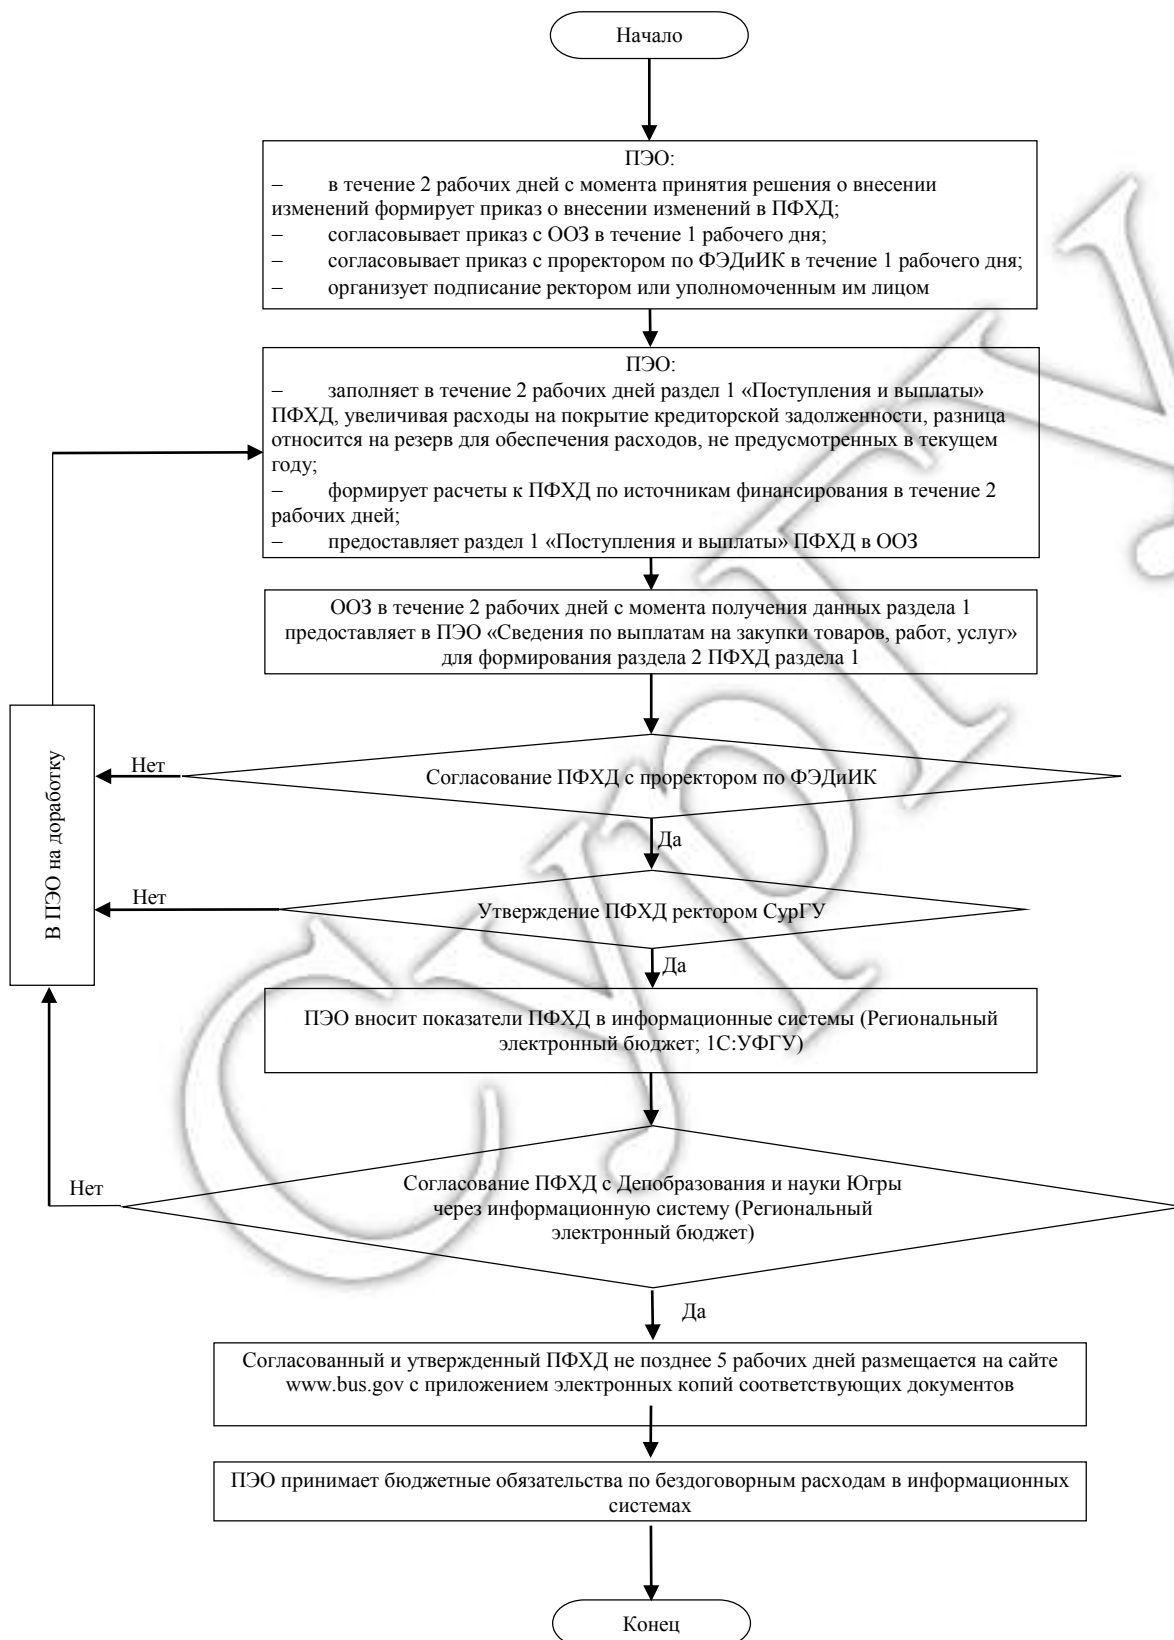 Начало
ПЭО:
– в течение 2 рабочих дней с момента принятия решения о внесении
изменений формирует приказ о внесении изменений в ПФХД;
– согласовывает приказ с ООЗ в течение 1 рабочего дня;
– согласовывает приказ с проректором по ФЭДиИК в течение 1 рабочего дня;
– организует подписание ректором или уполномоченным им лицом
ПЭО:
– заполняет в течение 2 рабочих дней раздел 1 «Поступления и выплаты»
ПФХД, увеличивая расходы на покрытие кредиторской задолженности, разница
относится на резерв для обеспечения расходов, не предусмотренных в текущем
году;
– формирует расчеты к ПФХД по источникам финансирования в течение 2
рабочих дней;
– предоставляет раздел 1 «Поступления и выплаты» ПФХД в ООЗ
ООЗ в течение 2 рабочих дней с момента получения данных раздела 1
предоставляет в ПЭО «Сведения по выплатам на закупки товаров, работ, услуг»
для формирования раздела 2 ПФХД раздела 1
В ПЭО на доработку
Нет
Согласование ПФХД с проректором по ФЭДиИК
Да
Нет
Утверждение ПФХД ректором СурГУ
Да
ПЭО вносит показатели ПФХД в информационные системы (Региональный
электронный бюджет; 1С:УФГУ)
Нет
Согласование ПФХД с Депобразования и науки Югры
через информационную систему (Региональный
электронный бюджет)
Да
Согласованный и утвержденный ПФХД не позднее 5 рабочих дней размещается на сайте
www.bus.gov с приложением электронных копий соответствующих документов
ПЭО принимает бюджетные обязательства по бездоговорным расходам в информационных
системах
Конец
СурГУ